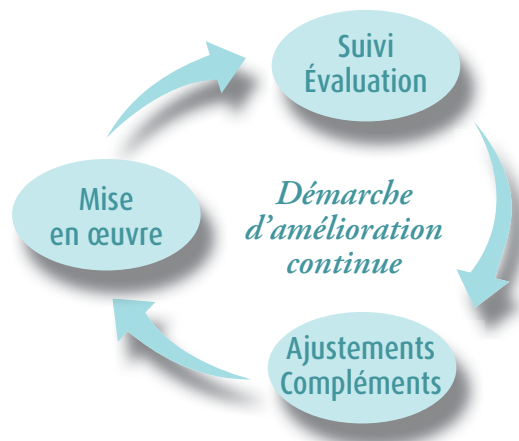 Suivi
Évaluation
Mise
en œuvre
Démarche
d'amélioration
continue
Ajustements
Compléments